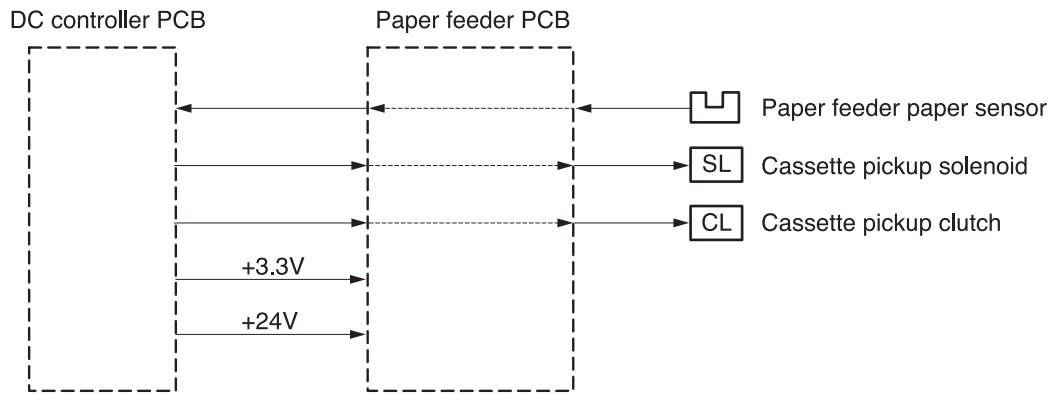 DC controller PCB
Paper feeder PCB
Paper feeder paper sensor
SL
Cassette pickup solenoid
CL
Cassette pickup clutch
+3.3V
+24V